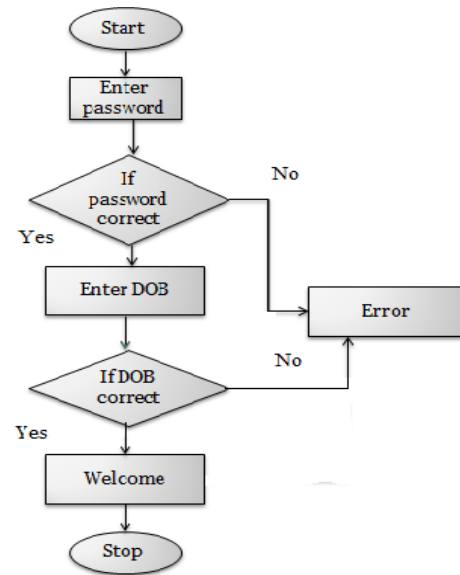 Start
Enter
password
If
password
correct
No
Yes
Enter DOB
Error
If DOB
correct
No
Yes
Welcome
Stop